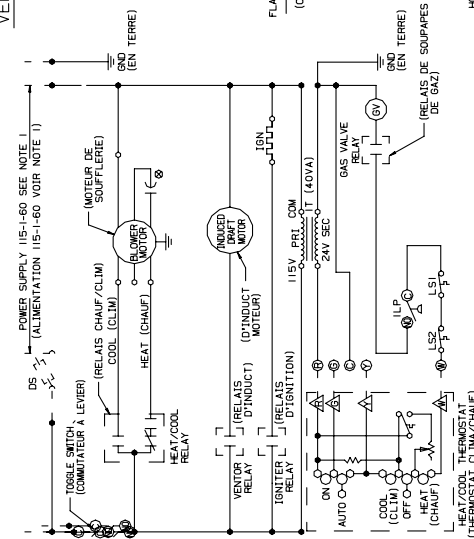 VE
POWER SUPPLY 115-1-60 SEE NOTE 1
(ALIMENTATION 115-1-60 VOIR NOTE 1)
DS
GND
(EN TERRE)
TOGGLE SWITCH
(COMMUTATEUR À LEVIER)
(RELAIS CHAUF/CLIM)
COOL (CLIM)
HEAT (CHAUF)
HEAT/COOL
RELAY
(MOTEUR DE
SOUFFLERIE)
BLOWER
MOTOR
VENTOR
RELAY
(RELAIS
D'INDUCT)
INDUCED
DRAFT
MOTOR
(D'INDUCT
MOTEUR)
IGNITER
RELAY
(RELAIS
D'IGNITION)
IGN
115V PRI COM
1T (40VA)
24V SEC
GND
(EN TERRE)
R
G
C
Y
W
R
G
Y
W
ON
AUTO
COOL
(CLIM)
OFF
HEAT
(CHAUF)
HEAT/COOL THERMOSTAT
(THERMOSTAT CLIMA/CHAUF)
GAS VALVE
RELAY
GV
(RELAIS DE SOUPAPES
DE GAZ)
ILP
C
LS2
LS1
FLA
(C
HO